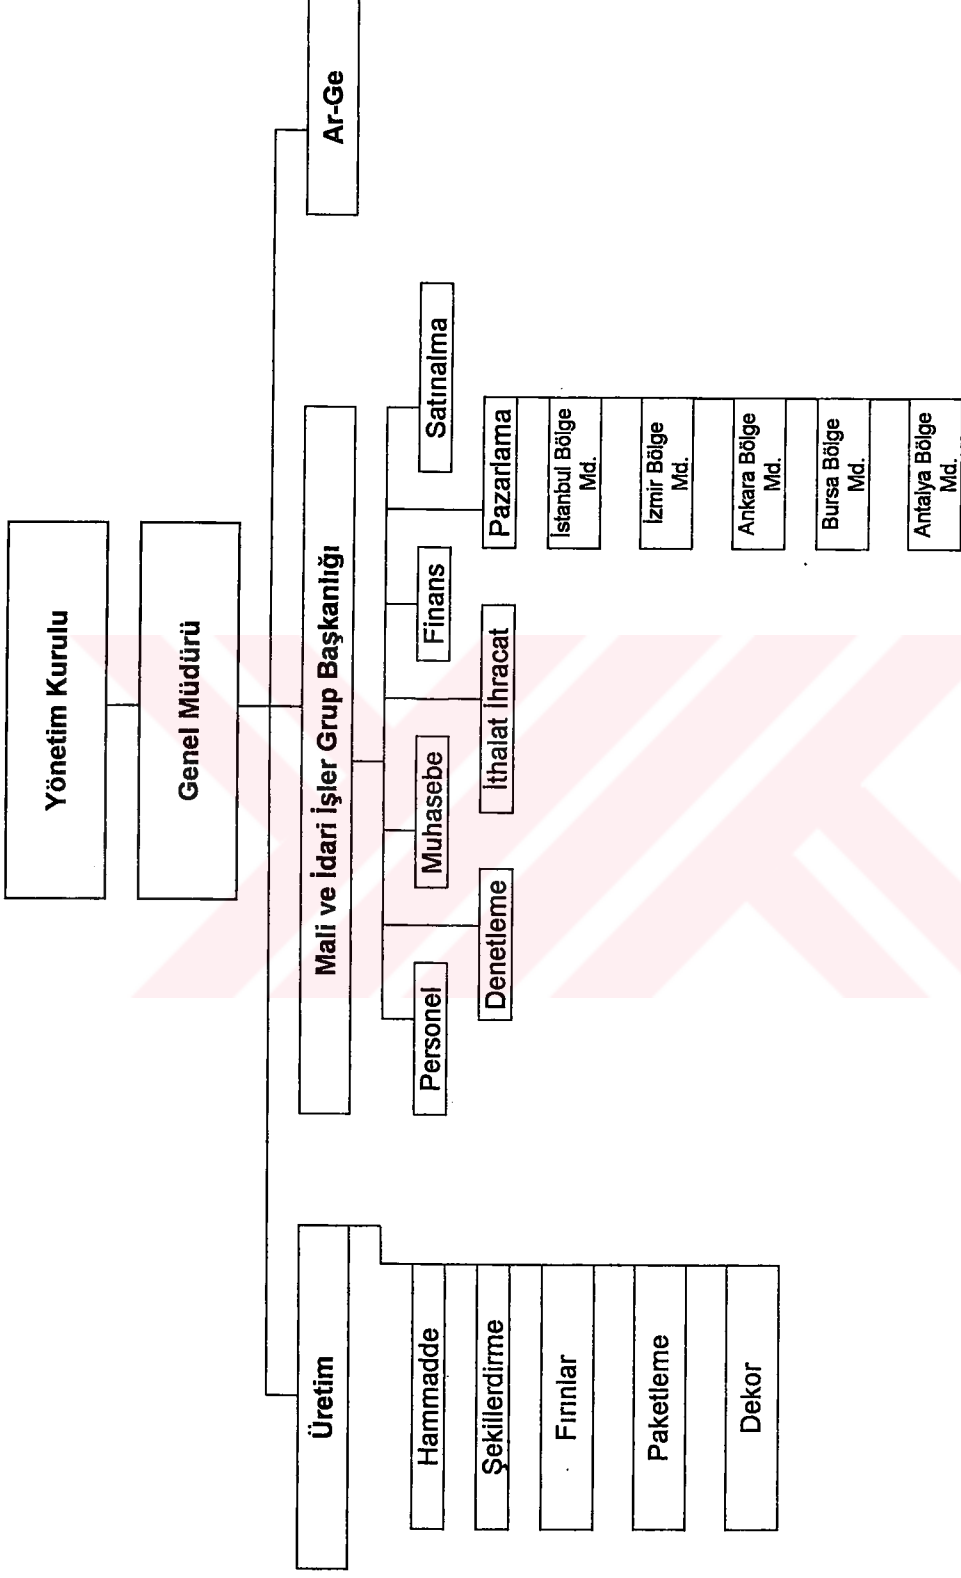 Yönetim Kurulu
Genel Müdürü
Üretim
Mali ve İdari İşler Grup Başkanlığı
Ar-Ge
Hammadde
Şekillerdirme
Fırınlar
Paketleme
Dekor
Personel
Muhasebe
Finans
Satınalma
Denetleme
İthalat İhracat
Pazarlama
İstanbul Bölge
Md.
İzmir Bölge
Md.
Ankara Bölge
Md.
Bursa Bölge
Md.
Antalya Bölge
Md.